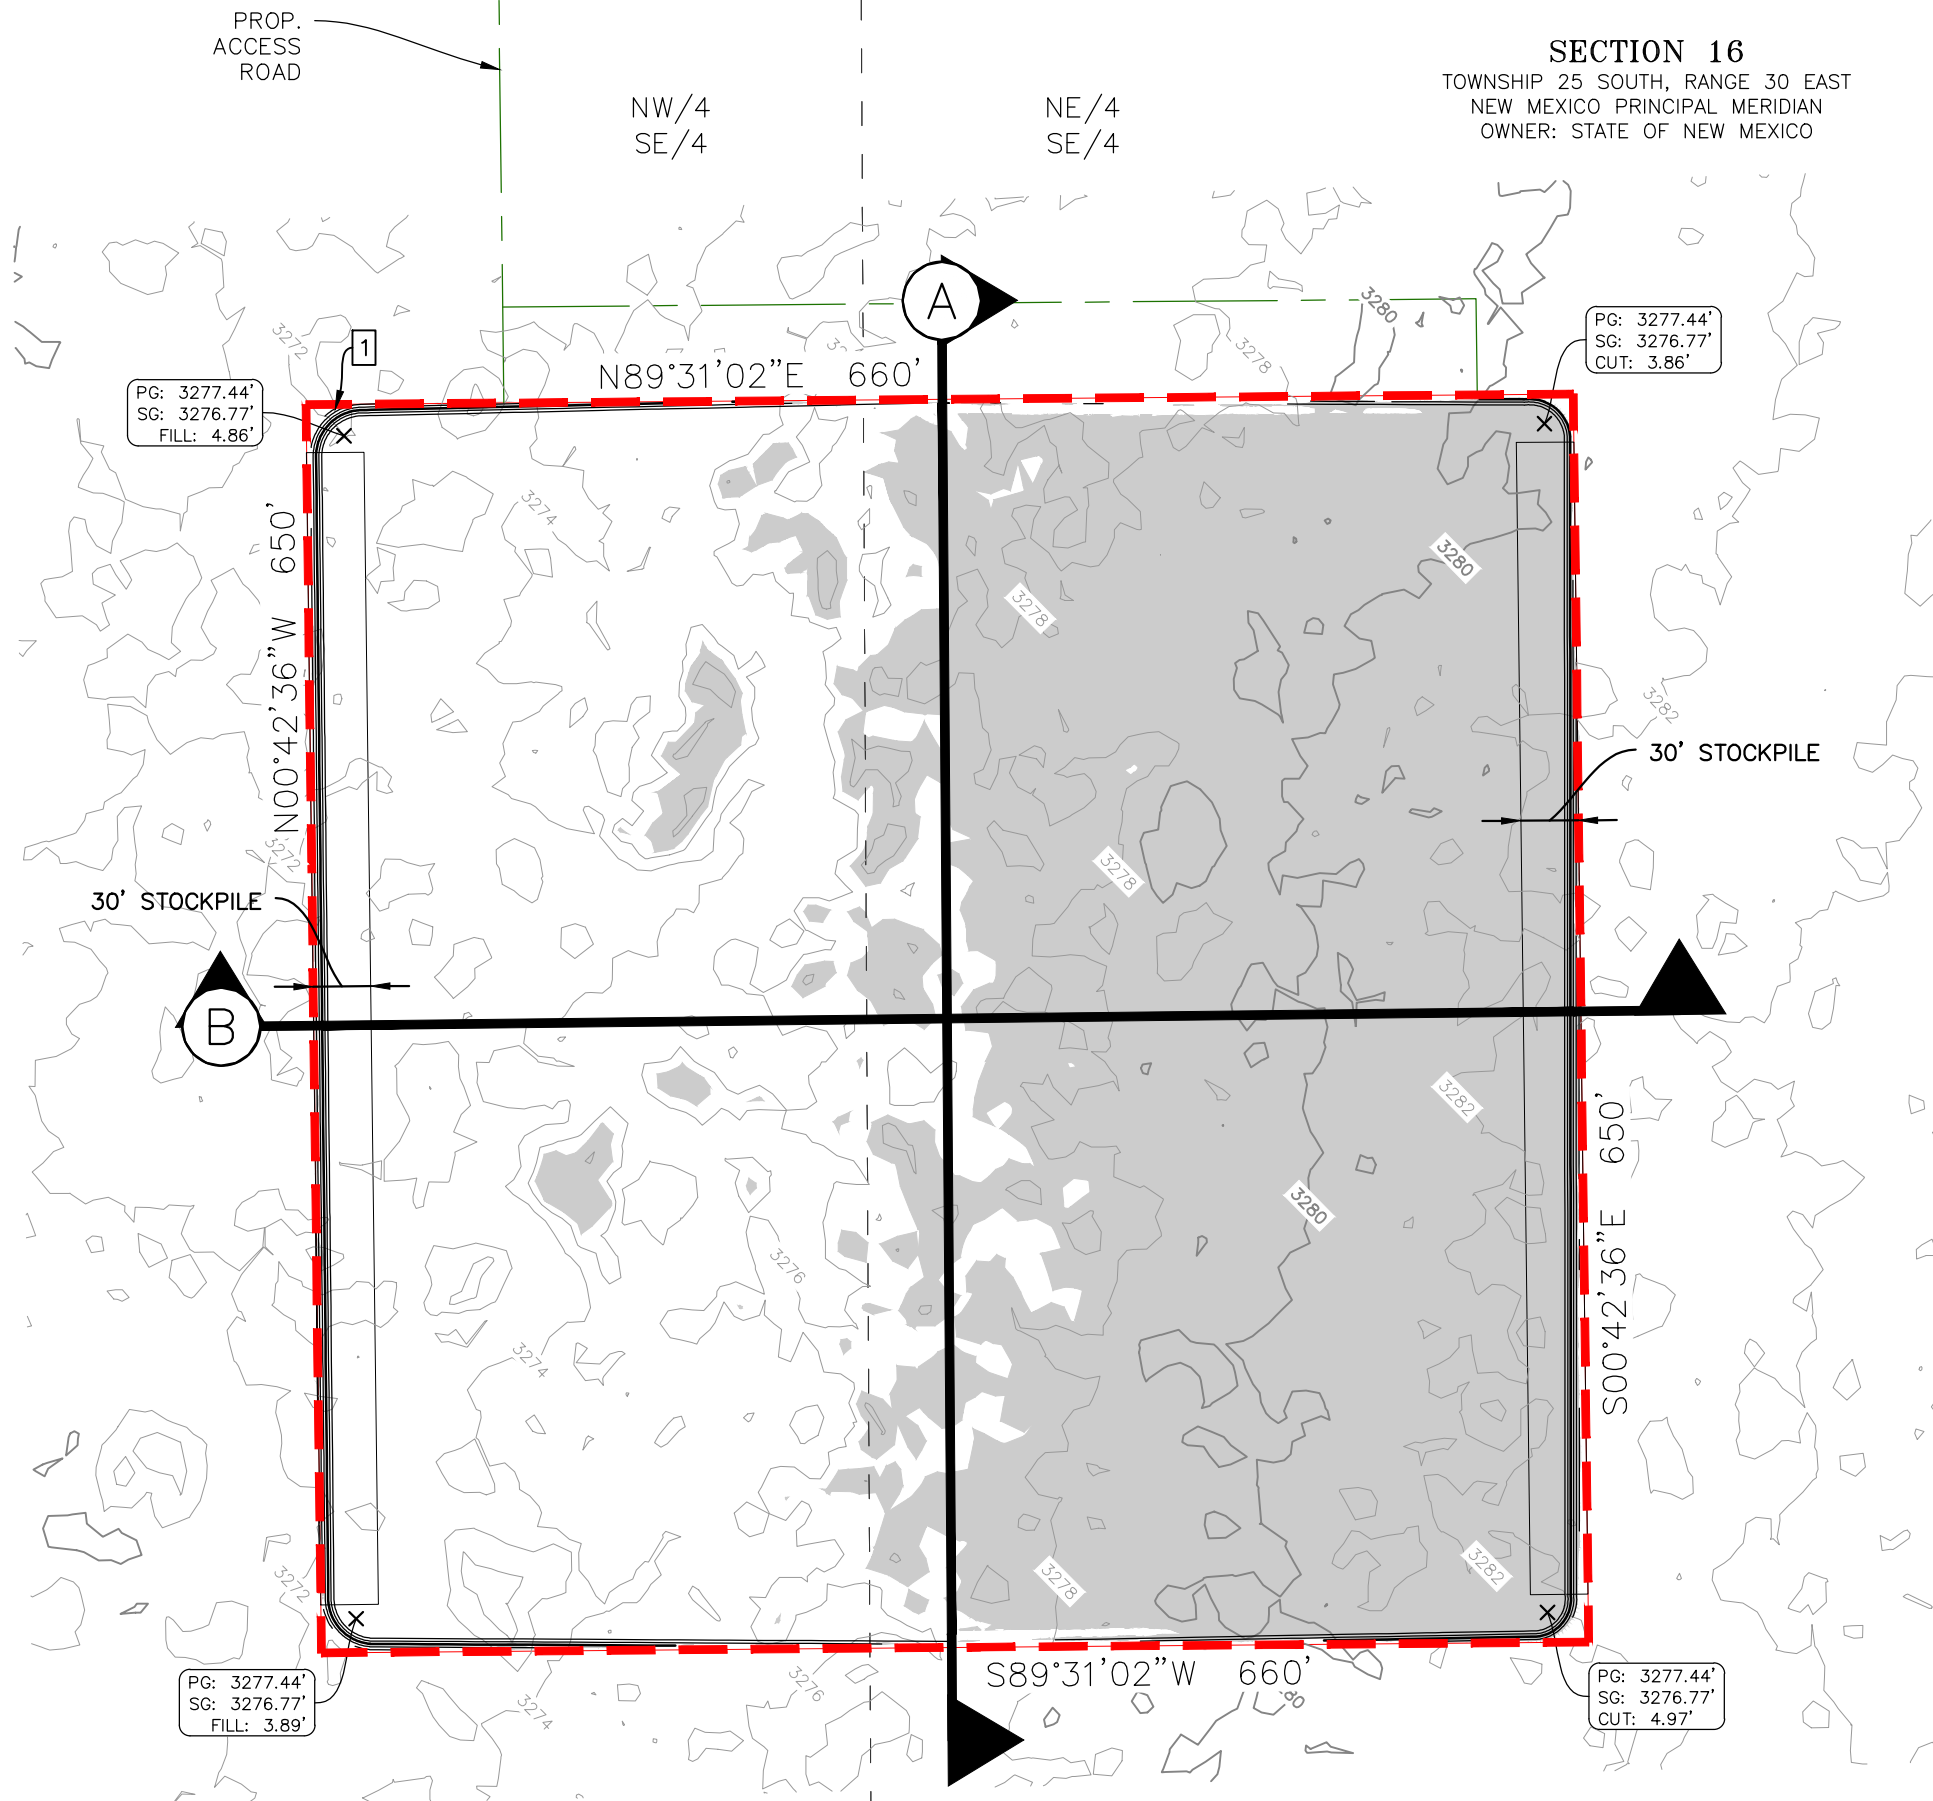 PROP.
ACCESS
ROAD
NW/4
SE/4
NE/4
SE/4
SECTION 16
TOWNSHIP 25 SOUTH, RANGE 30 EAST
NEW MEXICO PRINCIPAL MERIDIAN
OWNER: STATE OF NEW MEXICO
A
3280
3272
1
3278
PG: 3277.44'
SG: 3276.77'
CUT: 3.86'
N89°31'02"E 660'
PG: 3277.44'
SG: 3276.77'
FILL: 4.86'
3274
3280
N00°42'36"W 650'
3278
3282
30' STOCKPILE
3272
3278
30' STOCKPILE
B
3282
3280
S00°42'36"E 650'
3276
3274
3272
3278
3282
S89°31'02"W 660'
PG: 3277.44'
SG: 3276.77'
FILL: 3.89'
3274
3276
PG: 3277.44'
SG: 3276.77'
CUT: 4.97'